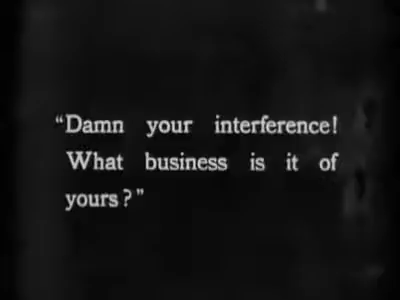 “Damn your interference!
What business is it of
yours?”